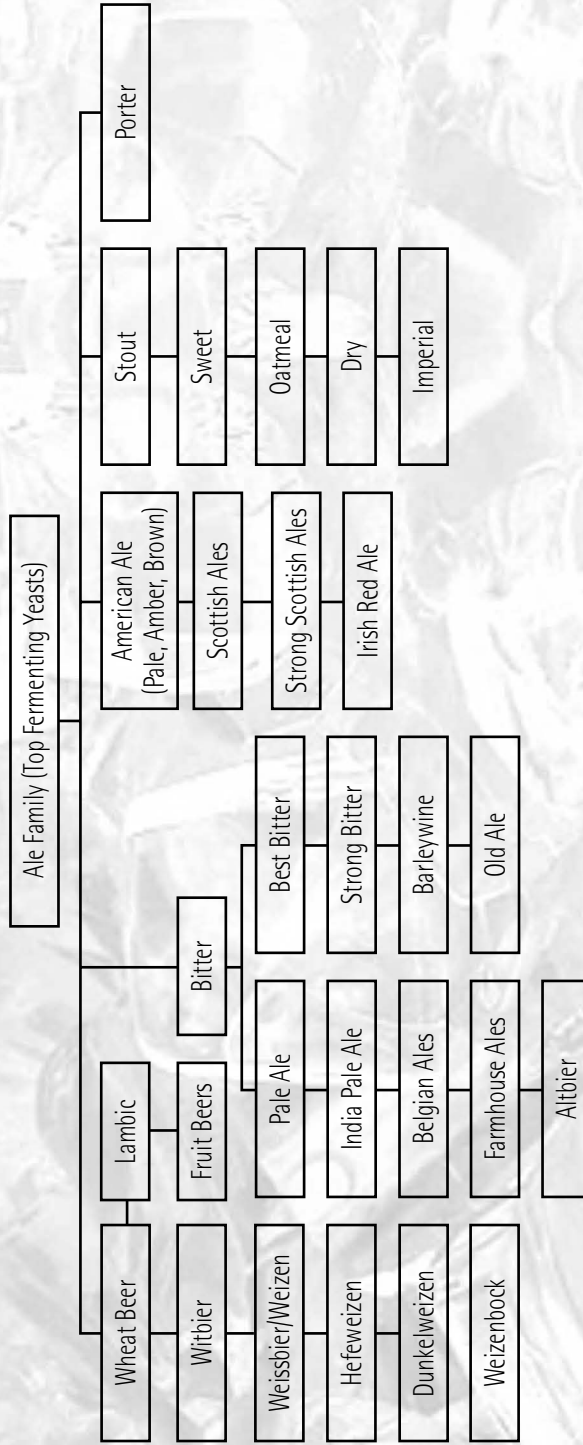 Ale Family (Top Fermenting Yeasts)
Wheat Beer
Witbier
Weissbier/Weizen
Hefeweizen
Dunkelweizen
Weizenbock
Lambic
Fruit Beers
Bitter
Pale Ale
India Pale Ale
Belgian Ales
Farmhouse Ales
Altbier
Best Bitter
Strong Bitter
Barleywine
Old Ale
American Ale
(Pale, Amber, Brown)
Scottish Ales
Strong Scottish Ales
Irish Red Ale
Stout
Sweet
Oatmeal
Dry
Imperial
Porter